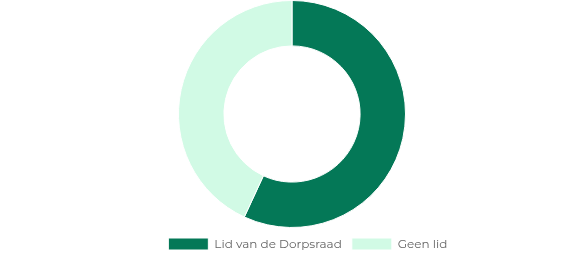 Lid van de Dorpsraad Geen lid